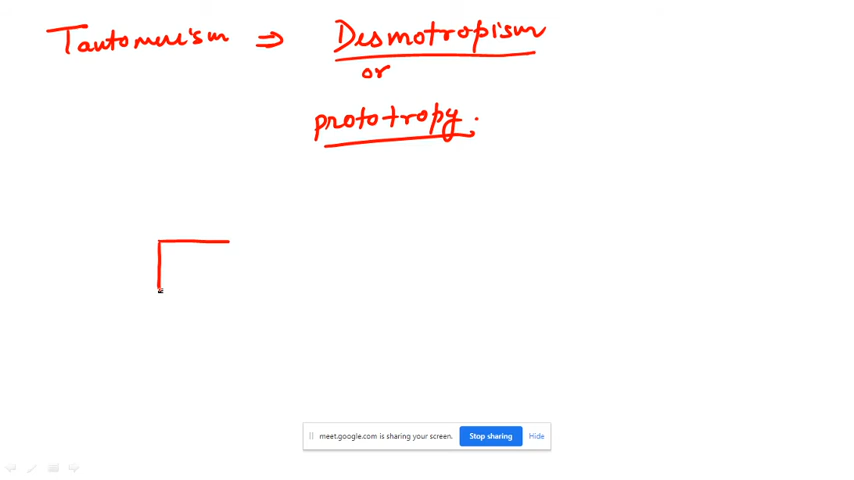 Tautomerism ⇒ Desmotropism
or
prototropy.
meet.google.com is sharing your screen. Stop sharing Hide